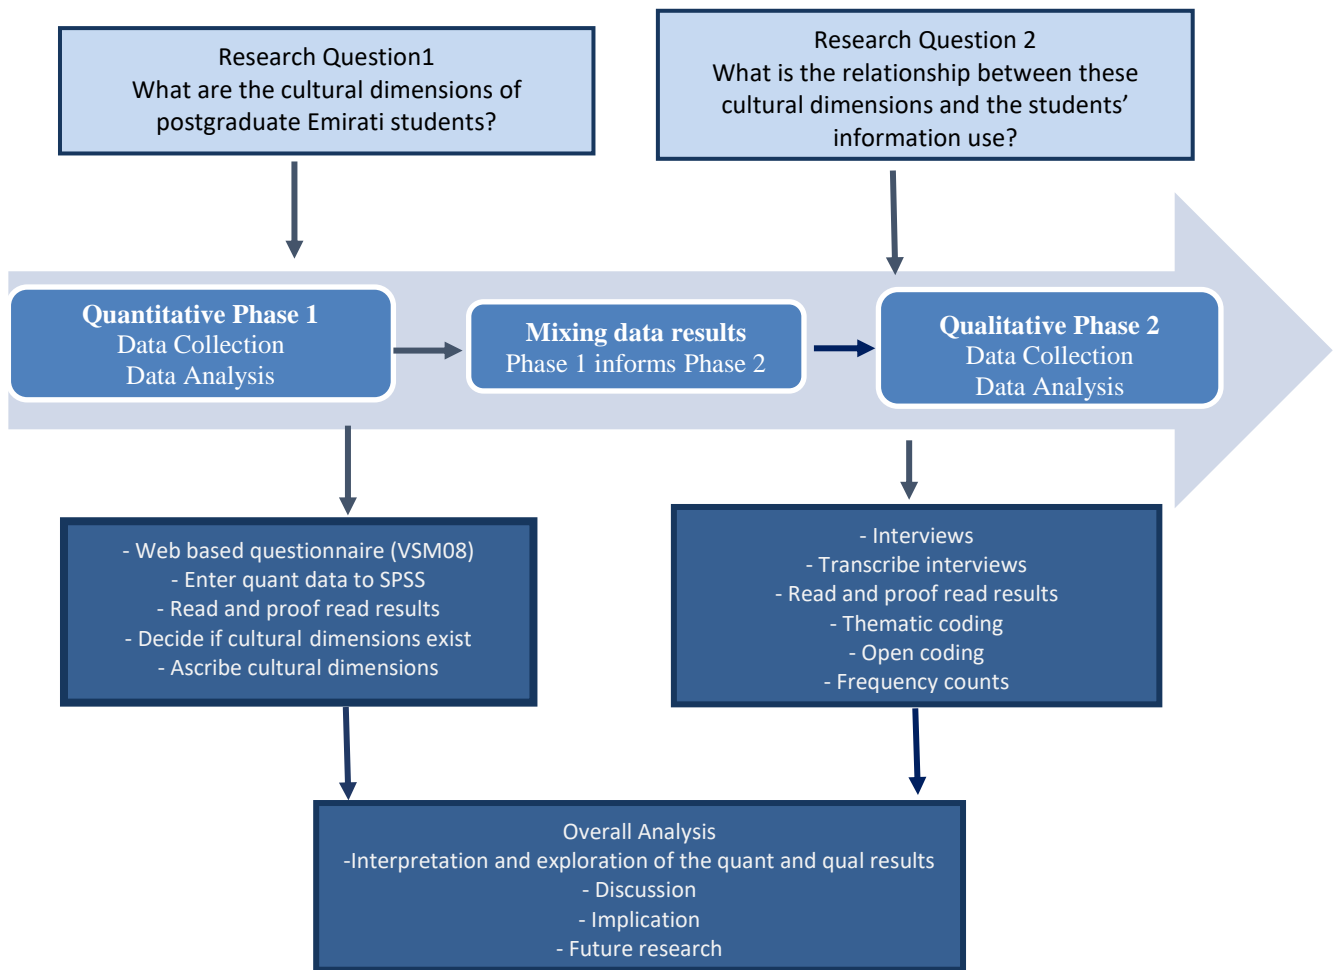 Research Question1
What are the cultural dimensions of
postgraduate Emirati students?
Research Question 2
What is the relationship between these
cultural dimensions and the students’
information use?
Quantitative Phase 1
Data Collection
Data Analysis
Mixing data results
Phase 1 informs Phase 2
Qualitative Phase 2
Data Collection
Data Analysis
- Web based questionnaire (VSM08)
- Enter quant data to SPSS
- Read and proof read results
- Decide if cultural dimensions exist
- Ascribe cultural dimensions
- Interviews
- Transcribe interviews
- Read and proof read results
- Thematic coding
- Open coding
- Frequency counts
Overall Analysis
-Interpretation and exploration of the quant and qual results
- Discussion
- Implication
- Future research